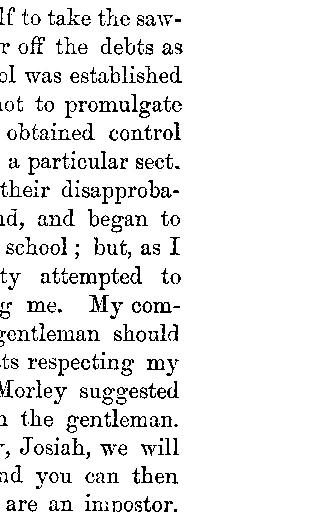 lf to take the saw-
r off the debts as
ol was established
not to promulgate
obtained control
a particular sect.
their disapproba-
nd, and began to
school; but, as I
ty attempted to
g me. My com-
gentleman should
ts respecting my
Morley suggested
n the gentleman.
, Josiah, we will
nd you can then
are an impostor.